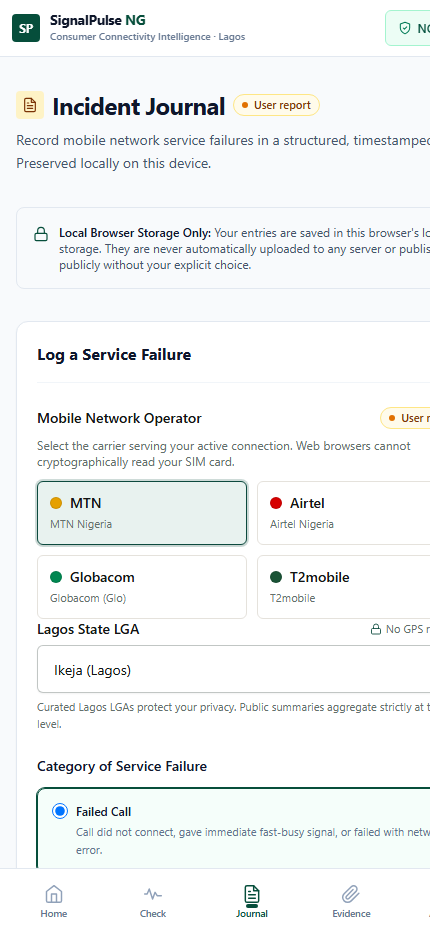 SP
SignalPulse NG
Consumer Connectivity Intelligence · Lagos
Incident Journal
User report
Record mobile network service failures in a structured, timestamped
Preserved locally on this device.
Local Browser Storage Only: Your entries are saved in this browser's
storage. They are never automatically uploaded to any server or
publicly without your explicit choice.
Log a Service Failure
Mobile Network Operator
User
Select the carrier serving your active connection. Web browsers cannot
cryptographically read your SIM card.
MTN
MTN Nigeria
Airtel
Airtel Nigeria
Globacom
Globacom (Glo)
T2mobile
T2mobile
Lagos State LGA
No GPS
Ikeja (Lagos)
Curated Lagos LGAs protect your privacy. Public summaries aggregate strictly at
level.
Category of Service Failure
Failed Call
Call did not connect, gave immediate fast-busy signal, or failed with
error.
Home
Check
Journal
Evidence